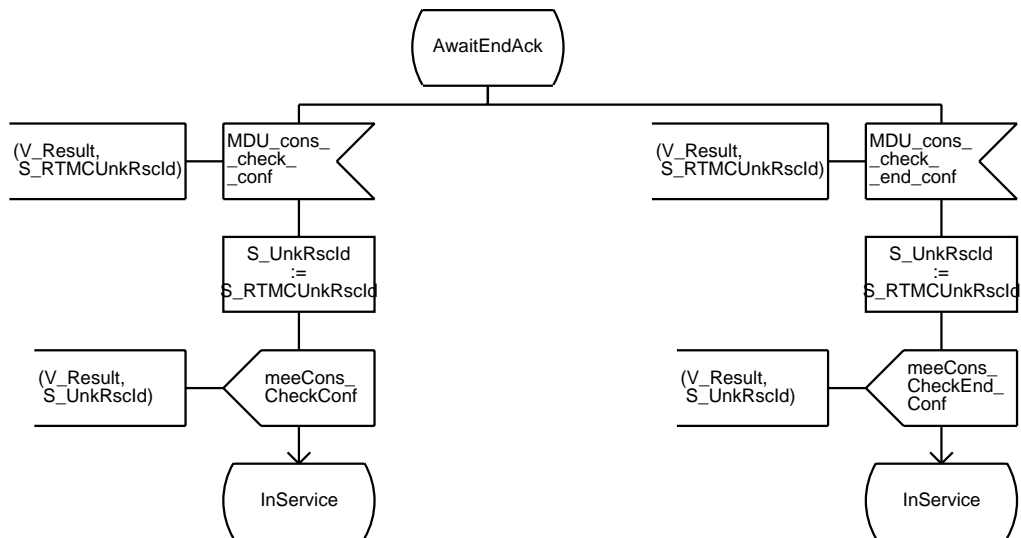 AwaitEndAck
(V_Result,
S_RTMCUnkRscId)
MDU_cons_
_check_
_conf
(V_Result,
S_RTMCUnkRscId)
MDU_cons_
_check_
_end_conf
S_UnkRscId
:=
S_RTMCUnkRscId
S_UnkRscId
:=
S_RTMCUnkRscId
(V_Result,
S_UnkRscId)
meeCons_
CheckConf
(V_Result,
S_UnkRscId)
meeCons_
CheckEnd_
Conf
InService
InService